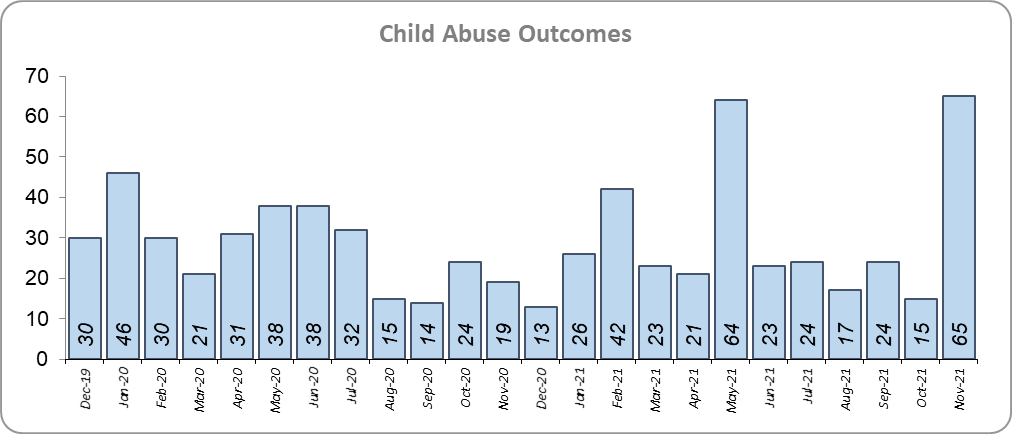 Child Abuse Outcomes
70
60
50
40
30
20
10
0
30 46 30 21 31 38 38 32 15 14 24 19 13 26 42 23 21 64 23 24 17 24 15 65
Dec-19 Jan-20 Feb-20 Mar-20 Apr-20 May-20 Jun-20 Jul-20 Aug-20 Sep-20 Oct-20 Nov-20 Dec-20 Jan-21 Feb-21 Mar-21 Apr-21 May-21 Jun-21 Jul-21 Aug-21 Sep-21 Oct-21 Nov-21